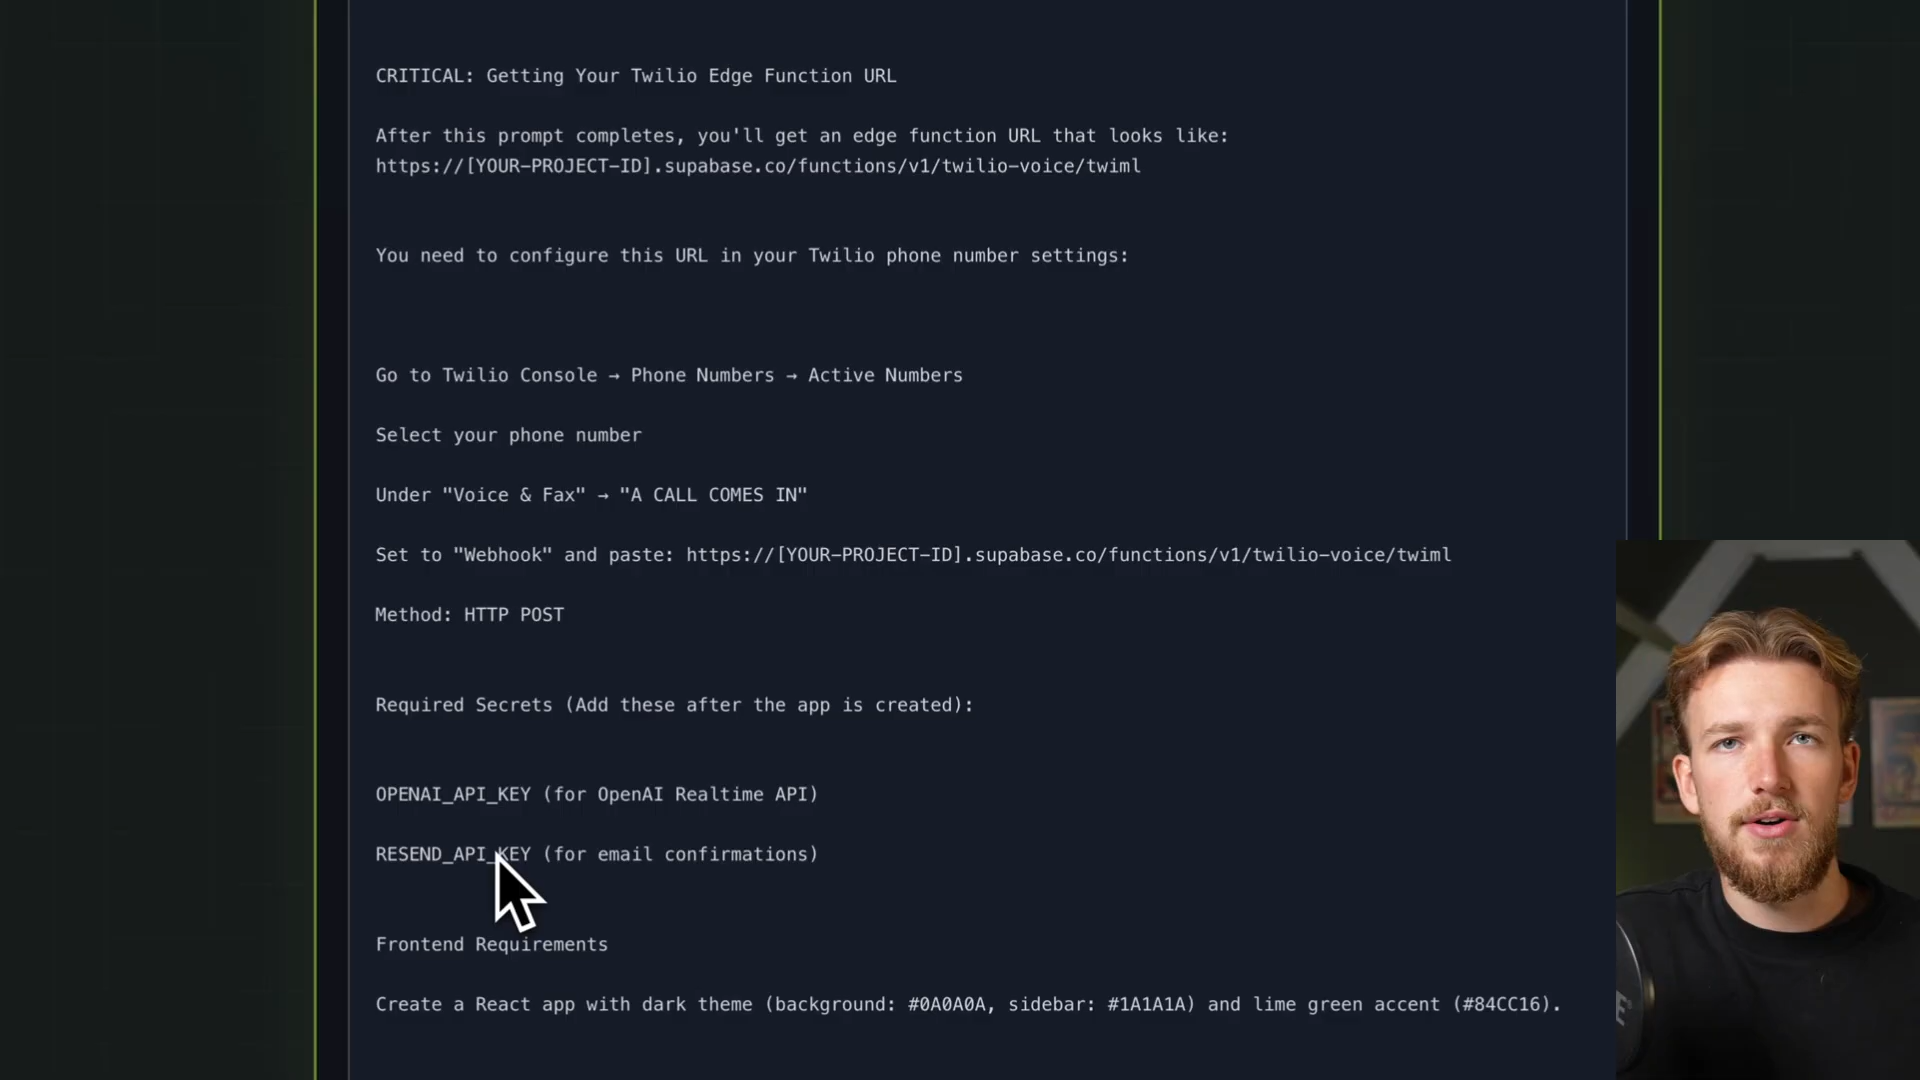 CRITICAL: Getting Your Twilio Edge Function URL
After this prompt completes, you'll get an edge function URL that looks like:
https://[YOUR-PROJECT-ID].supabase.co/functions/v1/twilio-voice/twiml
You need to configure this URL in your Twilio phone number settings:
Go to Twilio Console → Phone Numbers → Active Numbers
Select your phone number
Under "Voice & Fax" → "A CALL COMES IN"
Set to "Webhook" and paste: https://[YOUR-PROJECT-ID].supabase.co/functions/v1/twilio-voice/twiml
Method: HTTP POST
Required Secrets (Add these after the app is created):
OPENAI_API_KEY (for OpenAI Realtime API)
RESEND_API_KEY (for email confirmations)
Frontend Requirements
Create a React app with dark theme (background: #0A0A0A, sidebar: #1A1A1A) and lime green accent (#84CC16).